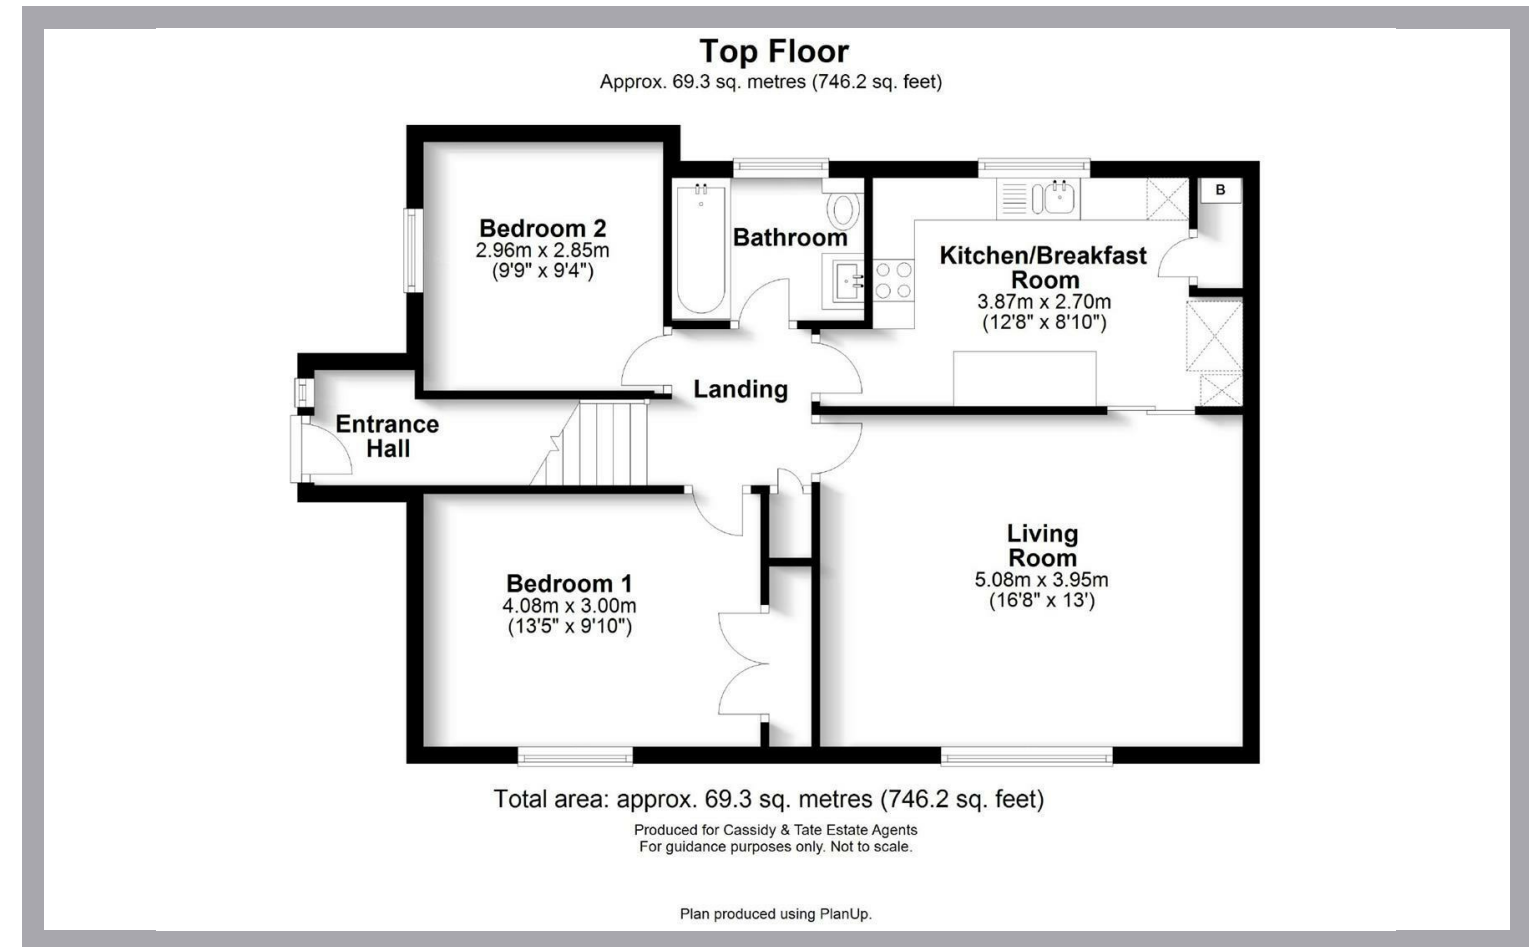 Top Floor
Approx. 69.3 sq. metres (746.2 sq. feet)
Bedroom 2
2.96m x 2.85m
(9'9" x 9'4")
Bathroom
B
Kitchen/Breakfast
Room
3.87m x 2.70m
(12'8" x 8'10")
Landing
Entrance
Hall
Living
Room
5.08m x 3.95m
(16'8" x 13')
Bedroom 1
4.08m x 3.00m
(13'5" x 9'10")
Total area: approx. 69.3 sq. metres (746.2 sq. feet)
Produced for Cassidy & Tate Estate Agents
For guidance purposes only. Not to scale.
Plan produced using PlanUp.